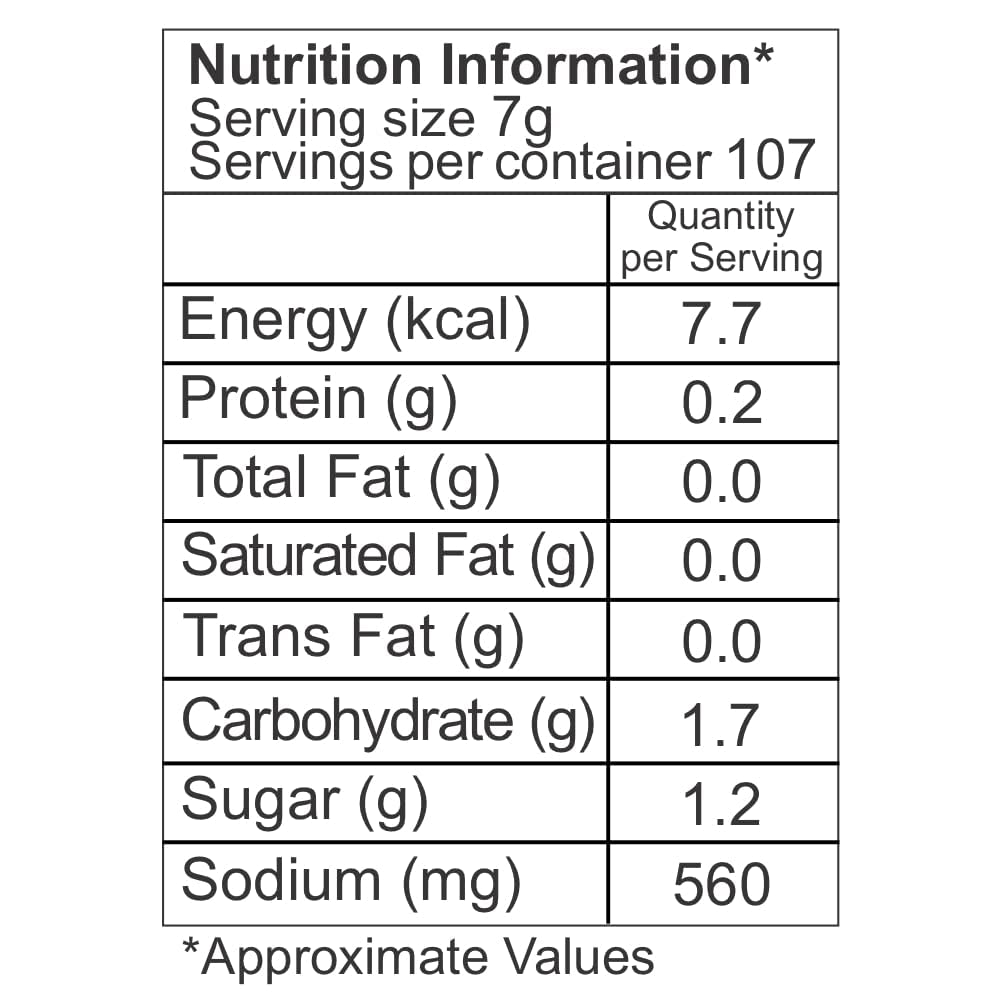 Nutrition Information*
Serving size 7g
Servings per container 107
Quantity
per Serving
Energy (kcal) 7.7
Protein (g) 0.2
Total Fat (g) 0.0
Saturated Fat (g) 0.0
Trans Fat (g) 0.0
Carbohydrate (g) 1.7
Sugar (g) 1.2
Sodium (mg) 560
*Approximate Values